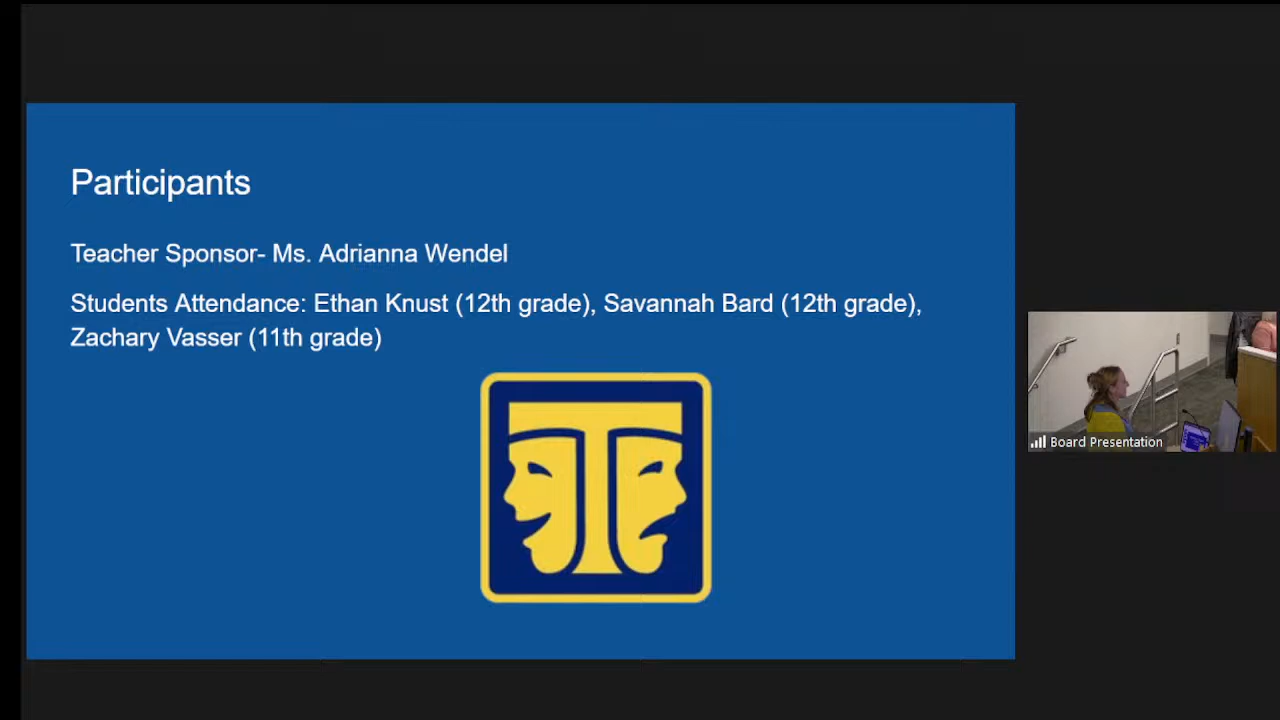 Participants
Teacher Sponsor- Ms. Adrianna Wendel
Students Attendance: Ethan Knust (12th grade), Savannah Bard (12th grade),
Zachary Vasser (11th grade)
T
Board Presentation